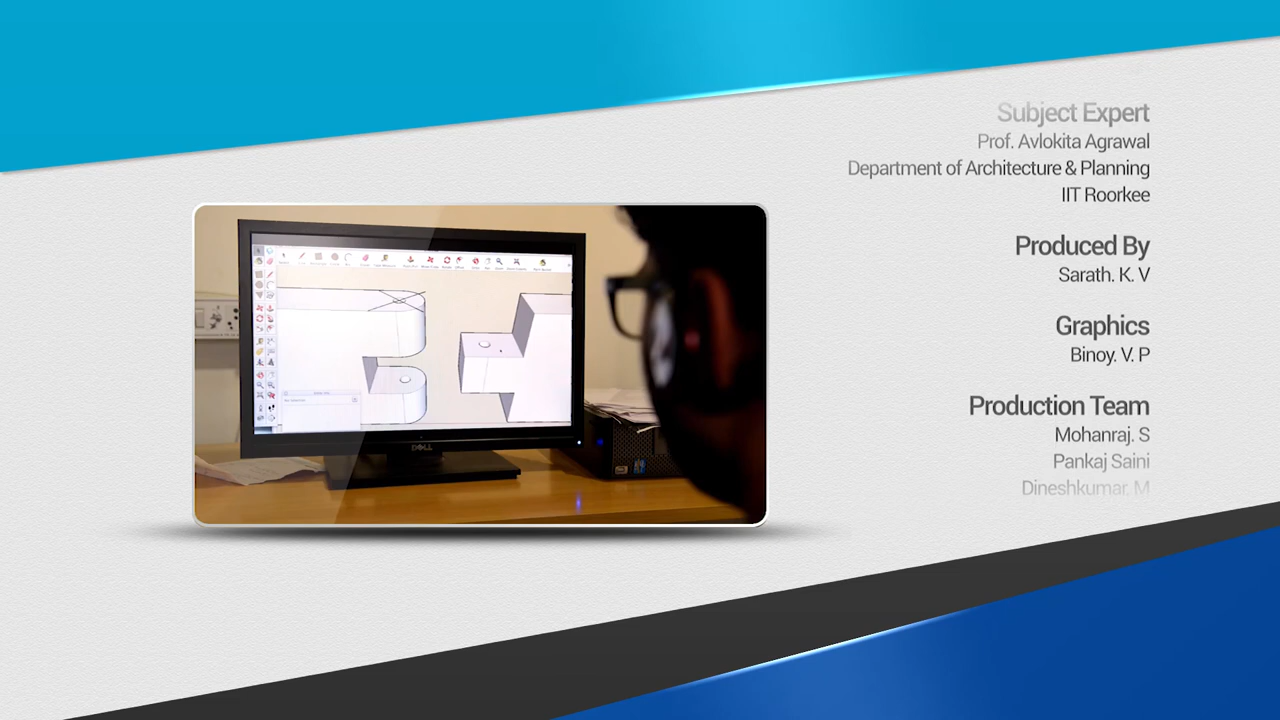 Subject Expert
Prof. Avlokita Agrawal
Department of Architecture & Planning
IIT Roorkee
Produced By
Sarath. K. V
Graphics
Binoy. V. P
Production Team
Mohanraj. S
Pankaj Saini
Dineshkumar. M
DELL